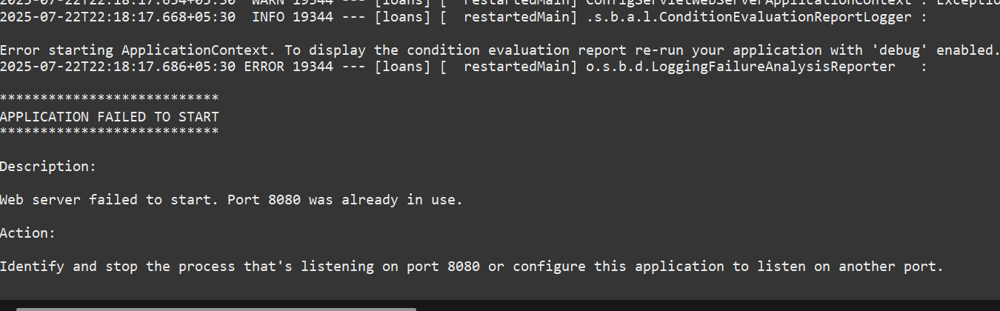 2025-07-22T22:18:17.654+05:30  WARN 19344 --- [loans] [  restartedMain] ConfigServletWebServerApplicationContext :
2025-07-22T22:18:17.668+05:30  INFO 19344 --- [loans] [  restartedMain] .s.b.a.l.ConditionEvaluationReportLogger :
Error starting ApplicationContext. To display the condition evaluation report re-run your application with 'debug' enabled.
2025-07-22T22:18:17.686+05:30 ERROR 19344 --- [loans] [  restartedMain] o.s.b.d.LoggingFailureAnalysisReporter   :
***************************
APPLICATION FAILED TO START
***************************
Description:
Web server failed to start. Port 8080 was already in use.
Action:
Identify and stop the process that's listening on port 8080 or configure this application to listen on another port.